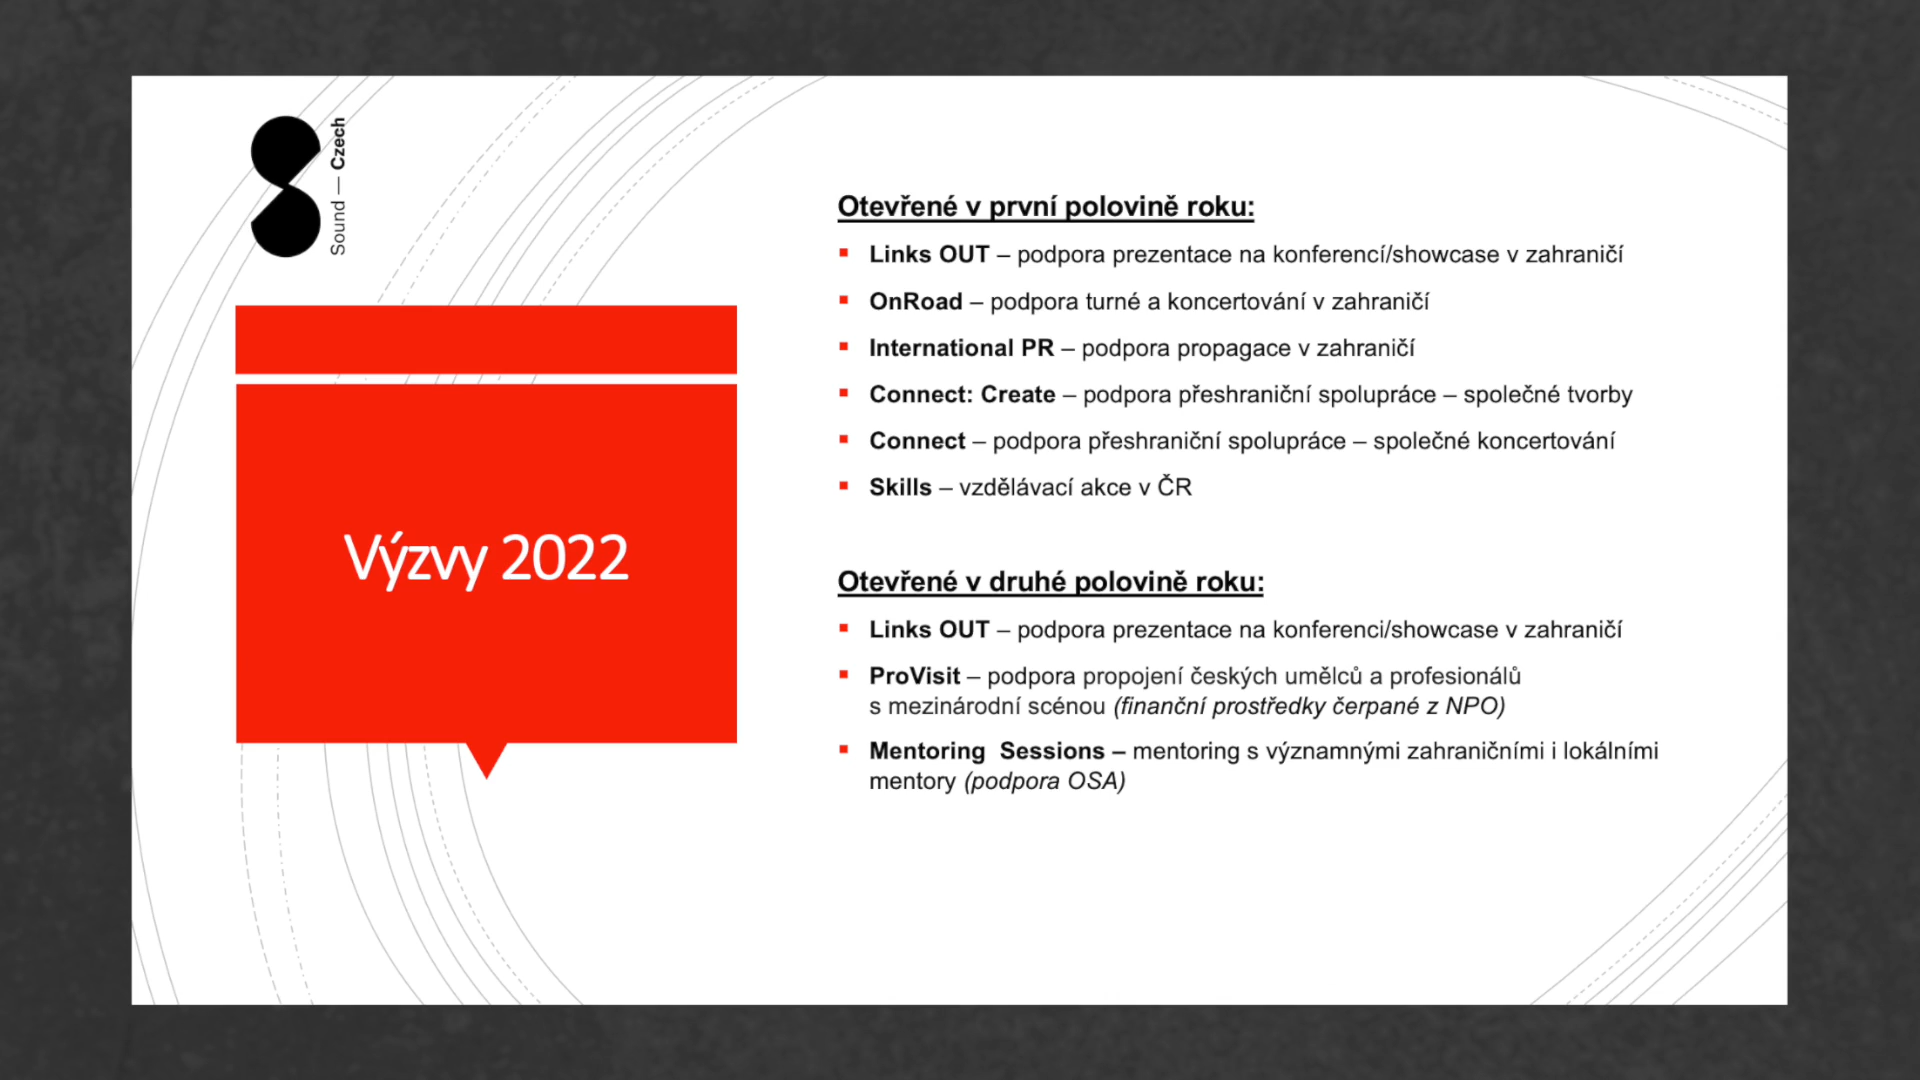 Sound — Czech
Výzvy 2022
Otevřené v první polovině roku:
Links OUT – podpora prezentace na konferencí/showcase v zahraničí
OnRoad – podpora turné a koncertování v zahraničí
International PR – podpora propagace v zahraničí
Connect: Create – podpora přeshraniční spolupráce – společné tvorby
Connect – podpora přeshraniční spolupráce – společné koncertování
Skills – vzdělávací akce v ČR
Otevřené v druhé polovině roku:
Links OUT – podpora prezentace na konferenci/showcase v zahraničí
ProVisit – podpora propojení českých umělců a profesionálů
s mezinárodní scénou (finanční prostředky čerpané z NPO)
Mentoring  Sessions – mentoring s významnými zahraničními i lokálními
mentory (podpora OSA)